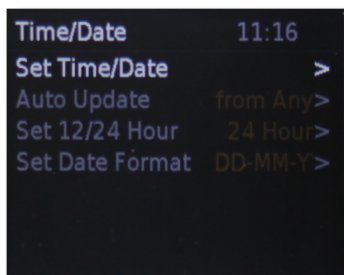 Time/Date 11:16
Set Time/Date >
Auto Update from Any>
Set 12/24 Hour 24 Hour>
Set Date Format DD-MM-Y>